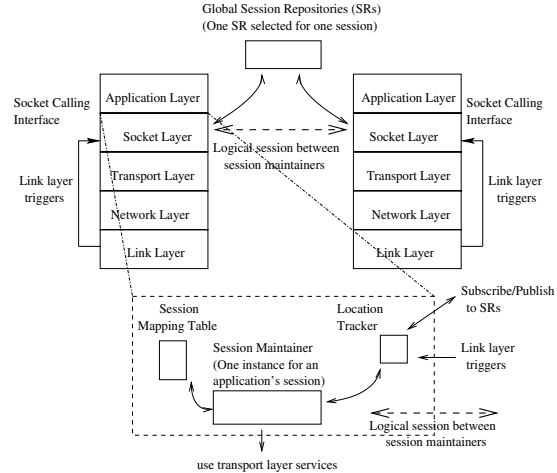 Global Session Repositories (SRs)
(One SR selected for one session)
Socket Calling
Interface
Application Layer
Socket Layer
Transport Layer
Network Layer
Link Layer
Link layer
triggers
Logical session between
session maintainers
Application Layer
Socket Layer
Transport Layer
Network Layer
Link Layer
Socket Calling
Interface
Link layer
triggers
Session
Mapping Table
Session Maintainer
(One instance for an
application's session)
Location
Tracker
Subscribe/Publish
to SRs
Link layer
triggers
Logical session between
session maintainers
use transport layer services